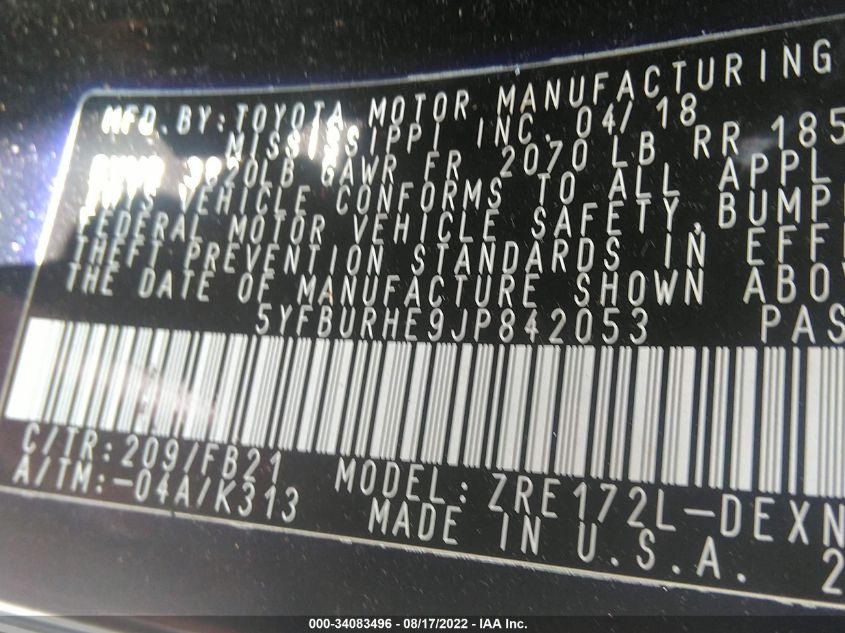 MFD.BY:TOYOTA MOTOR MANUFACTURING
MISSISSIPPI INC. 04/18
GVWR 3820LB GAWR FR 2070 LB RR 185
THIS VEHICLE CONFORMS TO ALL APPL
FEDERAL MOTOR VEHICLE SAFETY,BUMP
THEFT PREVENTION STANDARDS IN EFF
THE DATE OF MANUFACTURE SHOWN ABO
5YFBURHE9JP842053 PAS
C/TR:209/FB21 MODEL:ZRE172L-DEXN
A/TM:-04A/K313 MADE IN U.S.A. 2
000-34083496 - 08/17/2022 - IAA Inc.